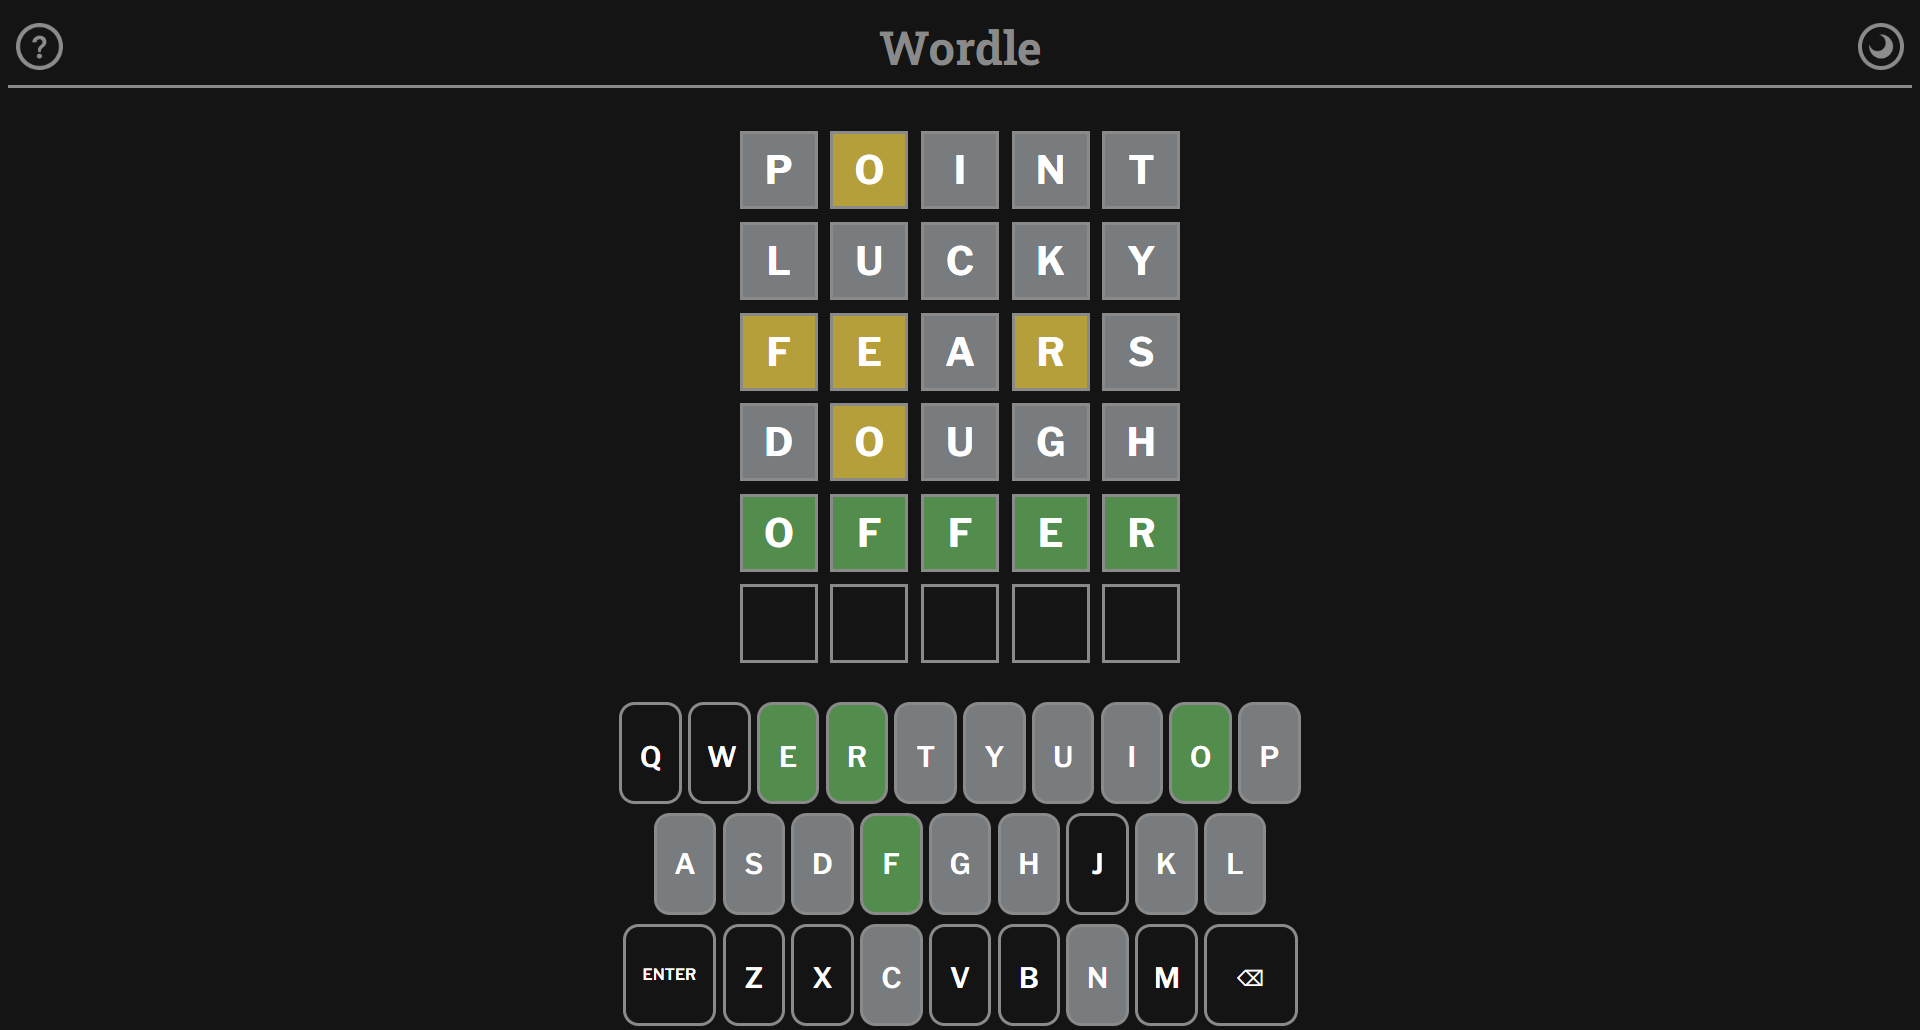 ?
Wordle
P O I N T
L U C K Y
F E A R S
D O U G H
O F F E R
Q W E R T Y U I O P
A S D F G H J K L
ENTER Z X C V B N M ⌫